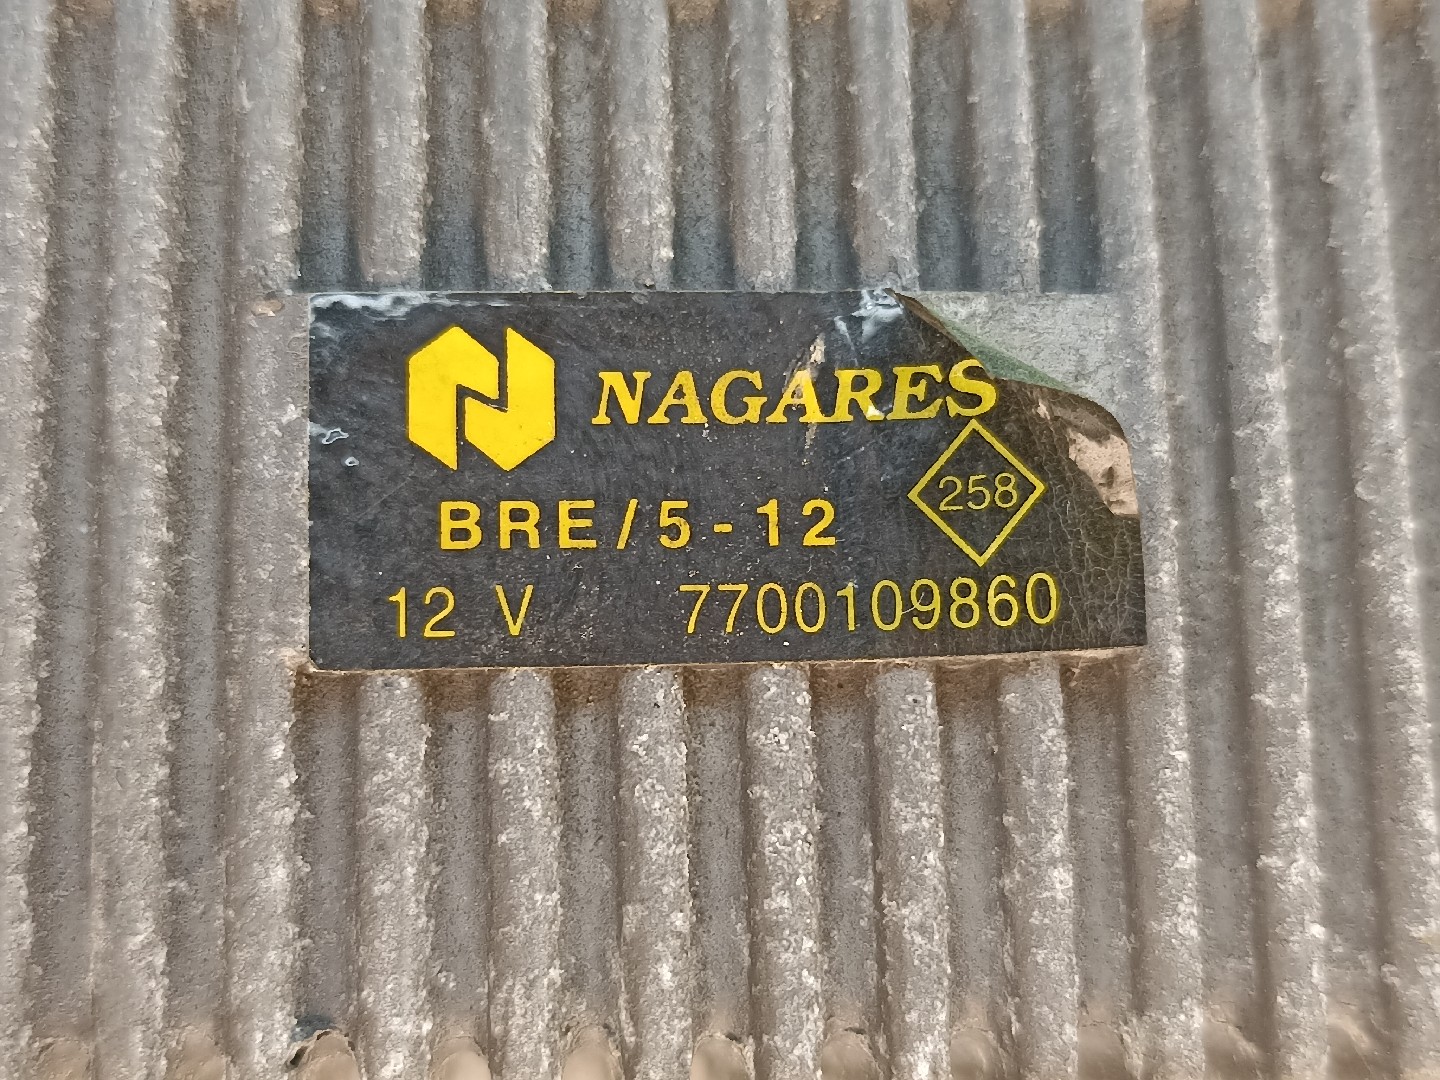 NAGARES
258
BRE/5-12
12 V 7700109860